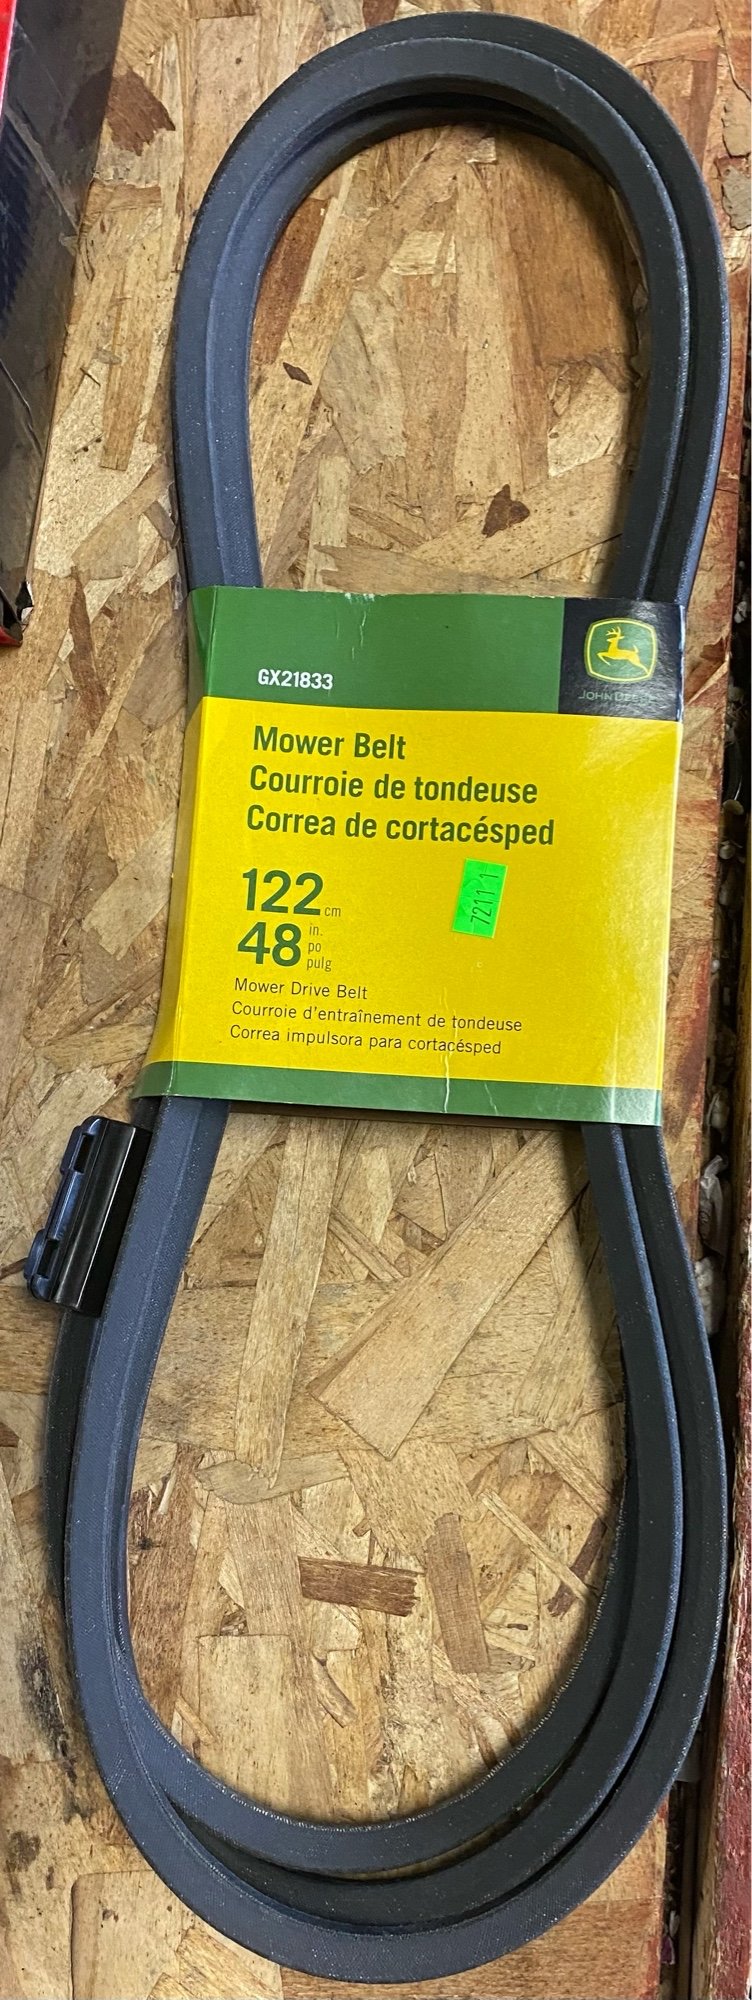 GX21833
JOHN DEERE
Mower Belt
Courroie de tondeuse
Correa de cortacésped
122 cm
48 in.
po
pulg
7211 1
Mower Drive Belt
Courroie d'entraînement de tondeuse
Correa impulsora para cortacésped